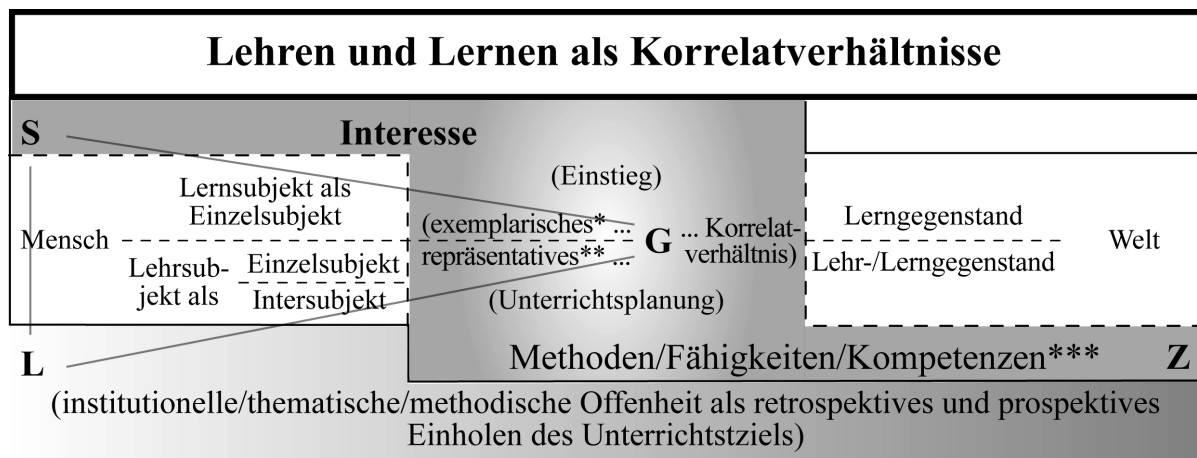 Lehren und Lernen als Korrelatverhältnisse
S
Interesse
(Einstieg)
Mensch
Lernsubjekt als
Einzelsubjekt
Lehrsub-
jekt als
Einzelsubjekt
Intersubjekt
(exemplarisches* ...
repräsentatives** ...
G
... Korrelat-
verhältnis)
(Unterrichtsplanung)
Lerngegenstand
Lehr-/Lerngegenstand
Welt
L
Methoden/Fähigkeiten/Kompetenzen***
Z
(institutionelle/thematische/methodische Offenheit als retrospektives und prospektives
Einholen des Unterrichtstziels)